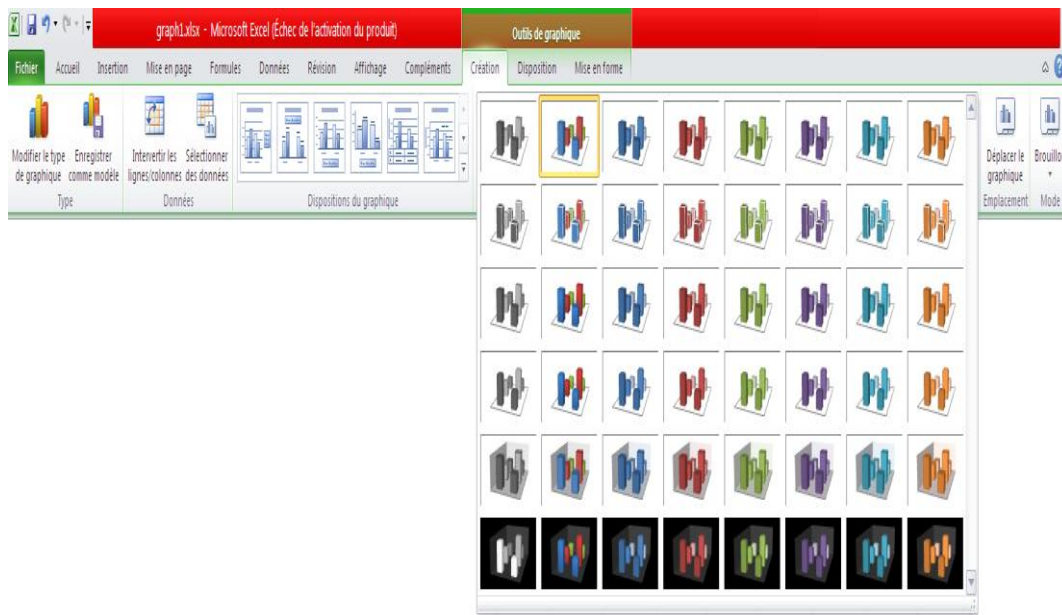 graph1.xlsx - Microsoft Excel (Échec de l'activation du produit)
Outils de graphique
Fichier Accueil Insertion Mise en page Formules Données Révision Affichage Compléments Création Disposition Mise en forme
Modifier le type de graphique
Enregistrer comme modèle
Intervertir les lignes/colonnes
Sélectionner des données
Déplacer le graphique
Brouillo
Type
Données
Dispositions du graphique
Emplacement
Mode